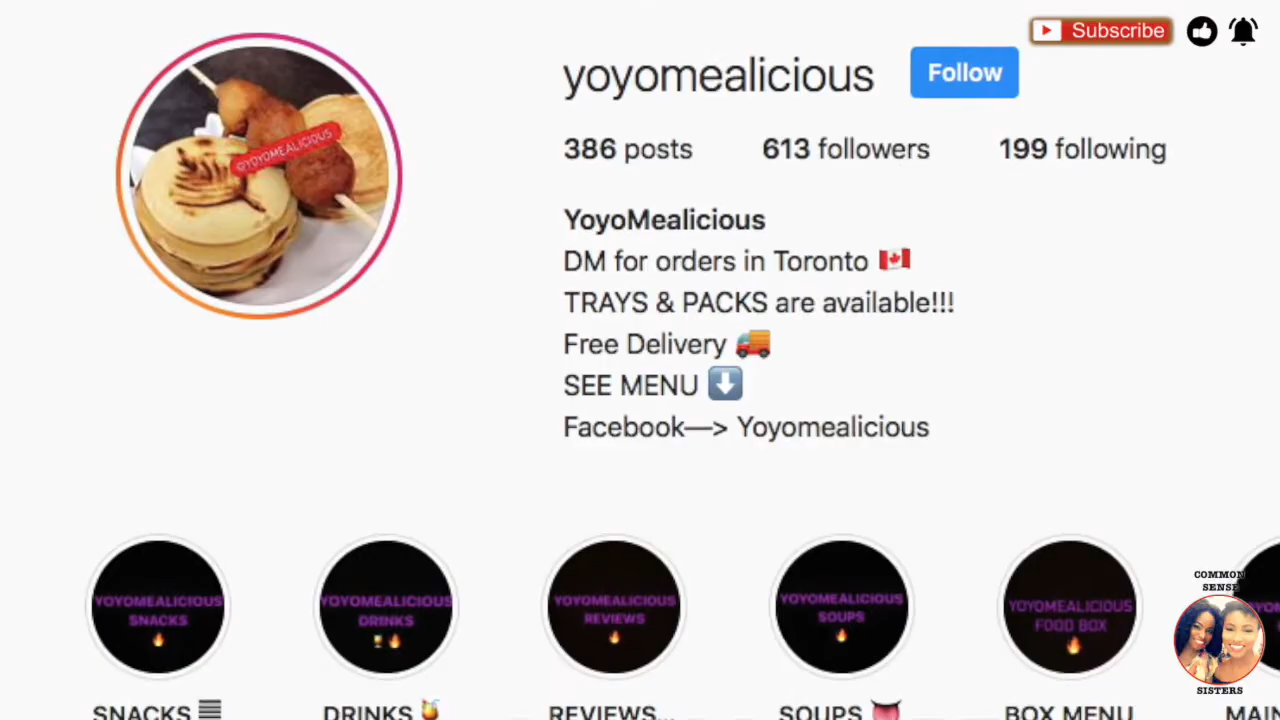 Subscribe
yoyomealicious
Follow
386 posts 613 followers 199 following
@YOYOMEALICIOUS
YoyoMealicious
DM for orders in Toronto 🇨🇦
TRAYS & PACKS are available!!!
Free Delivery 🚚
SEE MENU ⬇️
Facebook—> Yoyomealicious
YOYOMEALICIOUS
SNACKS
YOYOMEALICIOUS
DRINKS
YOYOMEALICIOUS
REVIEWS
YOYOMEALICIOUS
SOUPS
YOYOMEALICIOUS
FOOD BOX
COMMON
SENSE
SISTERS
SNACKS
DRINKS
REVIEWS...
SOUPS
BOX MENU
MAIN